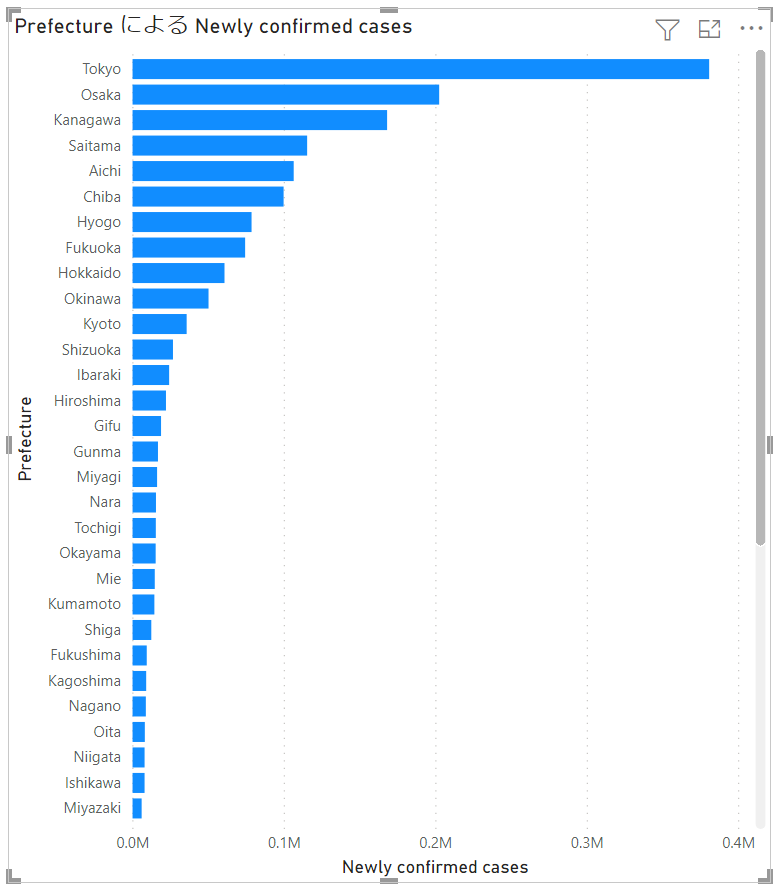 Prefecture による Newly confirmed cases
Tokyo
Osaka
Kanagawa
Saitama
Aichi
Chiba
Hyogo
Fukuoka
Hokkaido
Okinawa
Kyoto
Shizuoka
Ibaraki
Hiroshima
Gifu
Gunma
Miyagi
Nara
Tochigi
Okayama
Mie
Kumamoto
Shiga
Fukushima
Kagoshima
Nagano
Oita
Niigata
Ishikawa
Miyazaki
Prefecture
0.0M 0.1M 0.2M 0.3M 0.4M
Newly confirmed cases